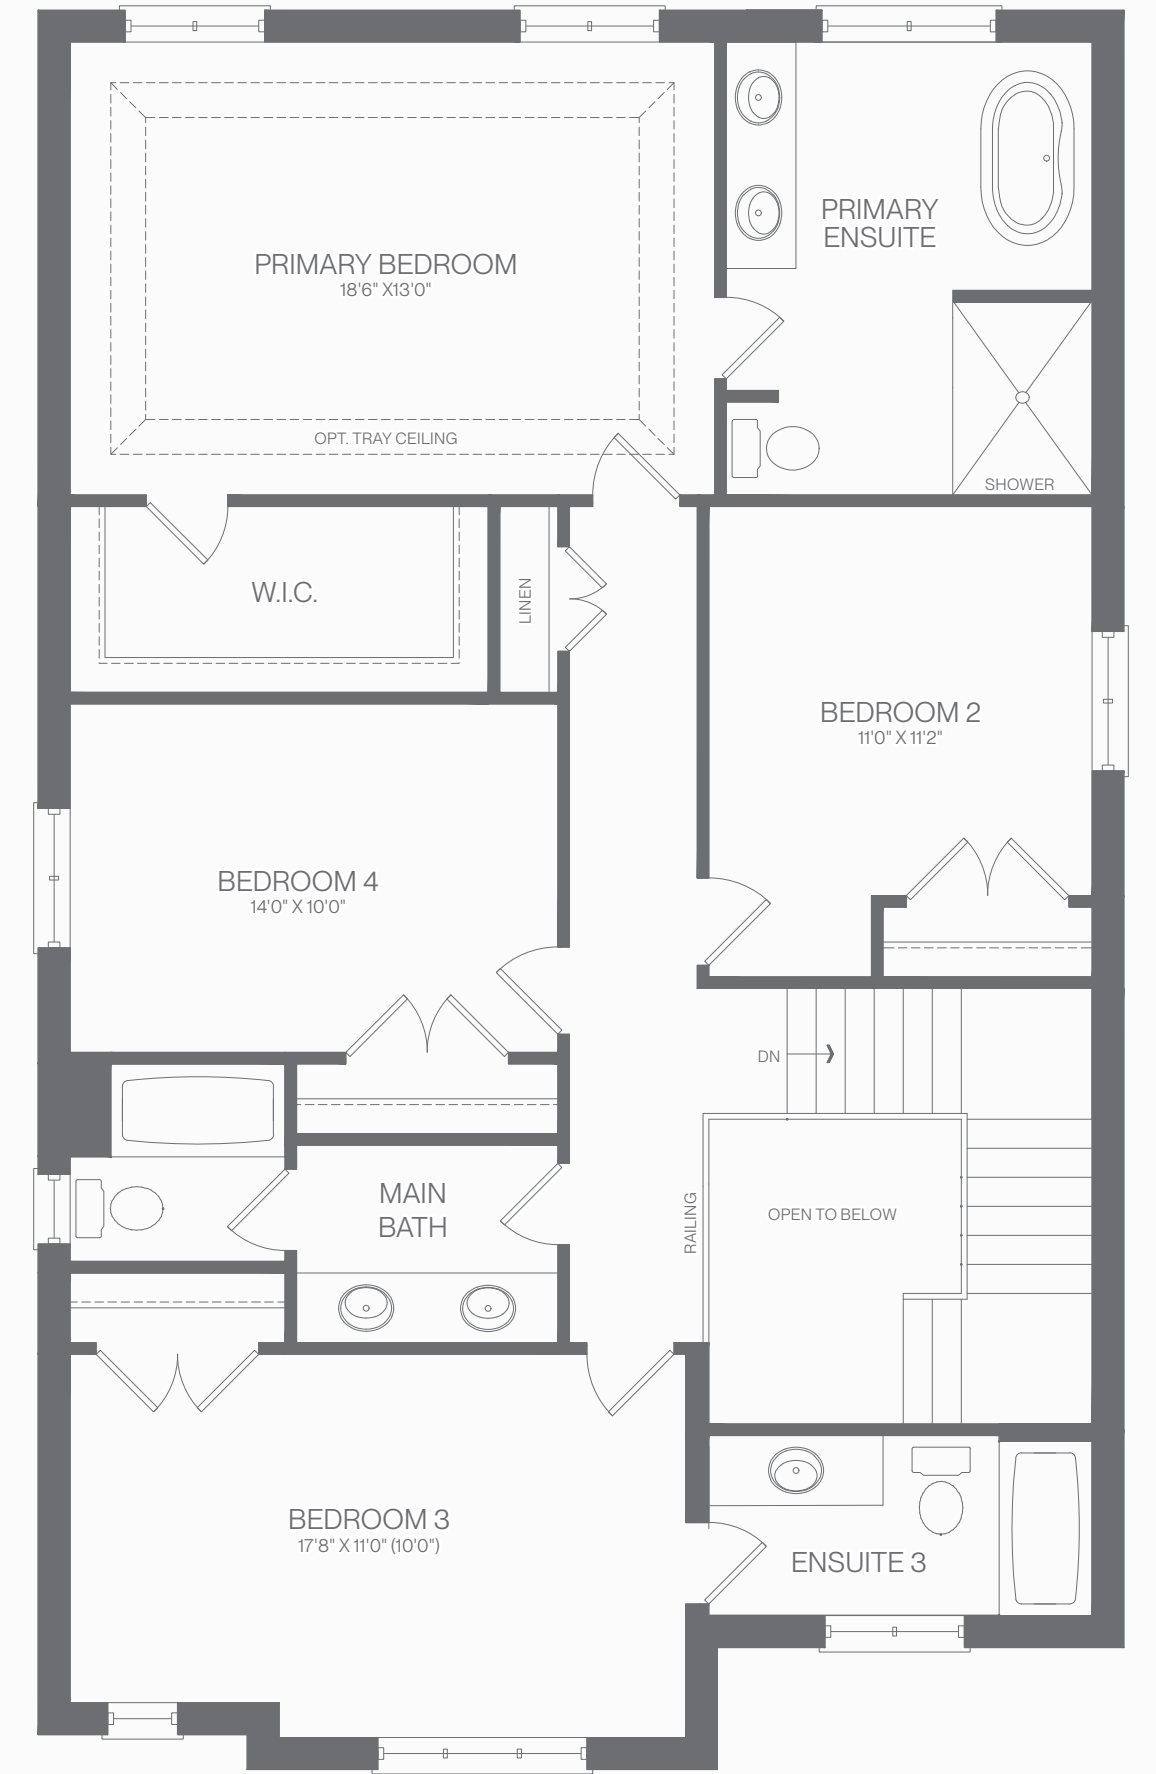 PRIMARY
ENSUITE
PRIMARY BEDROOM
18'6" X13'0"
OPT. TRAY CEILING
SHOWER
W.I.C.
LINEN
BEDROOM 2
11'0" X 11'2"
BEDROOM 4
14'0" X 10'0"
DN
MAIN
BATH
RAILING
OPEN TO BELOW
BEDROOM 3
17'8" X 11'0" (10'0")
ENSUITE 3